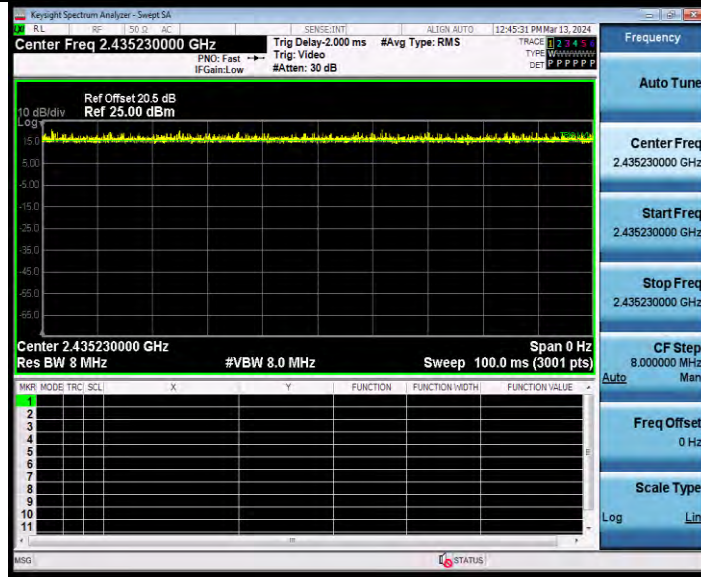 Keysight Spectrum Analyzer - Swept SA
RL RF 50 Ω AC SENSE:INT ALIGN AUTO 12:45:31 PM Mar 13, 2024
Center Freq 2.435230000 GHz
PNO: Fast
IFGain:Low
Trig Delay-2.000 ms
Trig: Video
#Atten: 30 dB
#Avg Type: RMS
TRACE 1 2 3 4 5 6
TYPE W
DET P P P P P P
Ref Offset 20.5 dB
10 dB/div Ref 25.00 dBm
Log
15.0
5.00
-5.00
-15.0
-25.0
-35.0
-45.0
-55.0
-65.0
Center 2.435230000 GHz Span 0 Hz
Res BW 8 MHz #VBW 8.0 MHz Sweep 100.0 ms (3001 pts)
MKR MODE TRC SCL X Y FUNCTION FUNCTION WIDTH FUNCTION VALUE
1
2
3
4
5
6
7
8
9
10
11
MSG STATUS
Frequency
Auto Tune
Center Freq
2.435230000 GHz
Start Freq
2.435230000 GHz
Stop Freq
2.435230000 GHz
CF Step
8.000000 MHz
Auto Man
Freq Offset
0 Hz
Scale Type
Log Lin